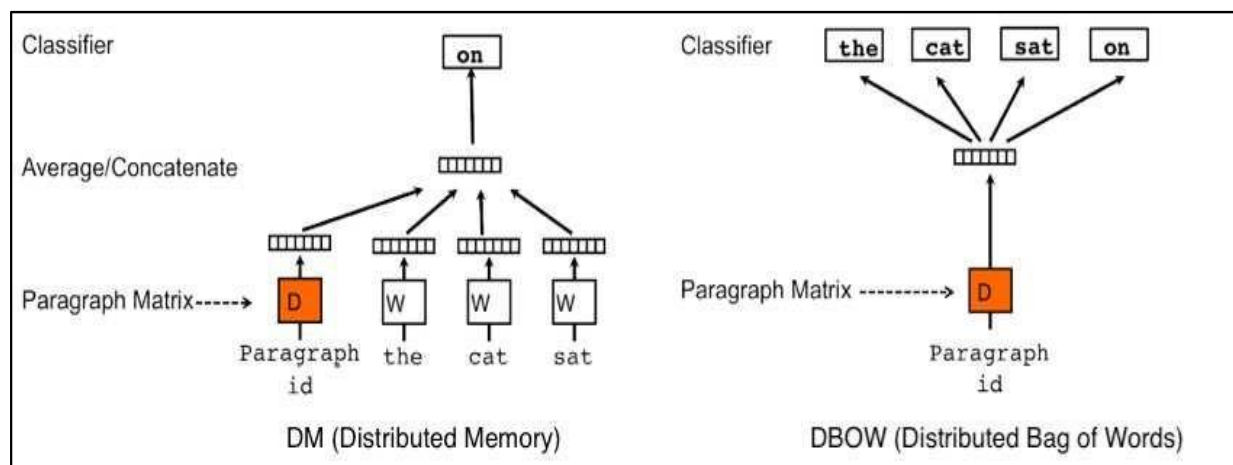 Classifier
on
Average/Concatenate
Paragraph Matrix
D
W
W
W
Paragraph
id
the
cat
sat
DM (Distributed Memory)
Classifier
the
cat
sat
on
Paragraph Matrix
D
Paragraph
id
DBOW (Distributed Bag of Words)